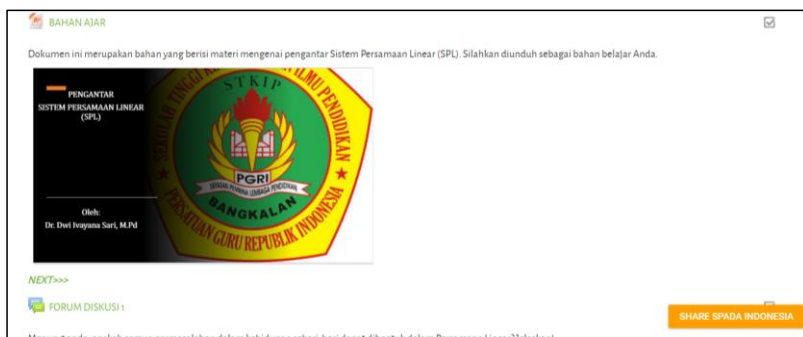 BAHAN AJAR
Dokumen ini merupakan bahan yang berisi materi mengenai pengantar Sistem Persamaan Linear (SPL). Silahkan diunduh sebagai bahan belajar Anda.
PENGANTAR
SISTEM PERSAMAAN LINEAR
(SPL)
Oleh:
Dr. Dwi Ivayana Sari, M.Pd
STKIP
ILMU PENDIDIKAN
PGRI
BANGKALAN
PERSATUAN GURU REPUBLIK INDONESIA
NEXT>>>
FORUM DISKUSI 1
SHARE SPADA INDONESIA